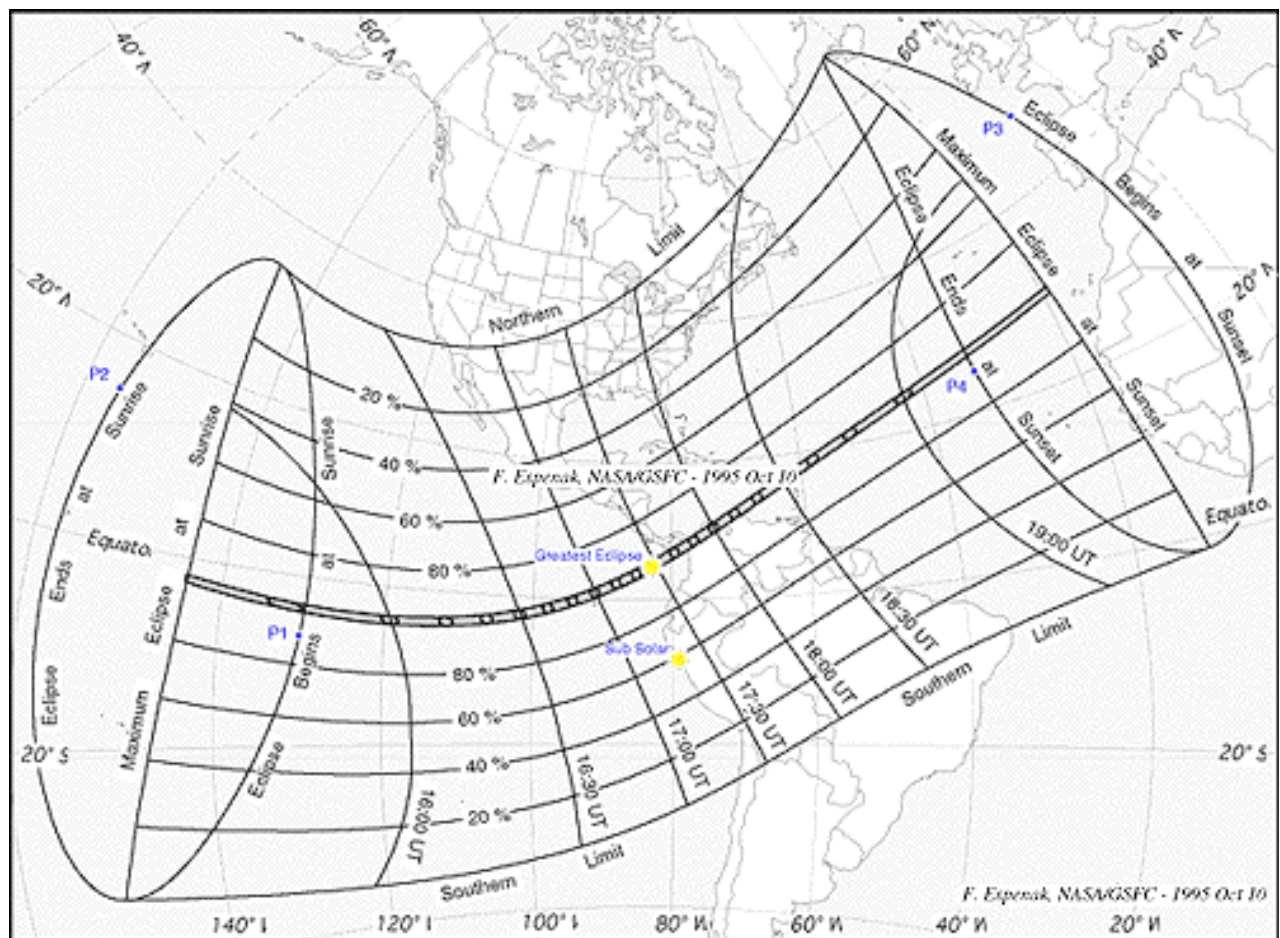 40° N
60° N
60° N
40° N
P3
Eclipse
Begins
at
Sunset
Maximum
Eclipse
at
Sunset
Eclipse
Ends
at
Sunset
P4
Limit
Northern
20° N
20° N
P2
Sunrise
at
Ends
Eclipse
Sunrise
at
Eclipse
Maximum
Sunrise
at
Begins
Eclipse
P1
20 %
40 %
F. Espenak, NASA/GSFC - 1995 Oct 10
60 %
80 %
Greatest Eclipse
Sub Solar
Equato.
Equato.
80 %
60 %
40 %
20 %
16:00 UT
16:30 UT
17:00 UT
17:30 UT
18:00 UT
18:30 UT
19:00 UT
Southern
Limit
Southern
Limit
20° S
20° S
F. Espenak, NASA/GSFC - 1995 Oct 10
140° W
120° W
100° W
80° W
60° W
40° W
20° W